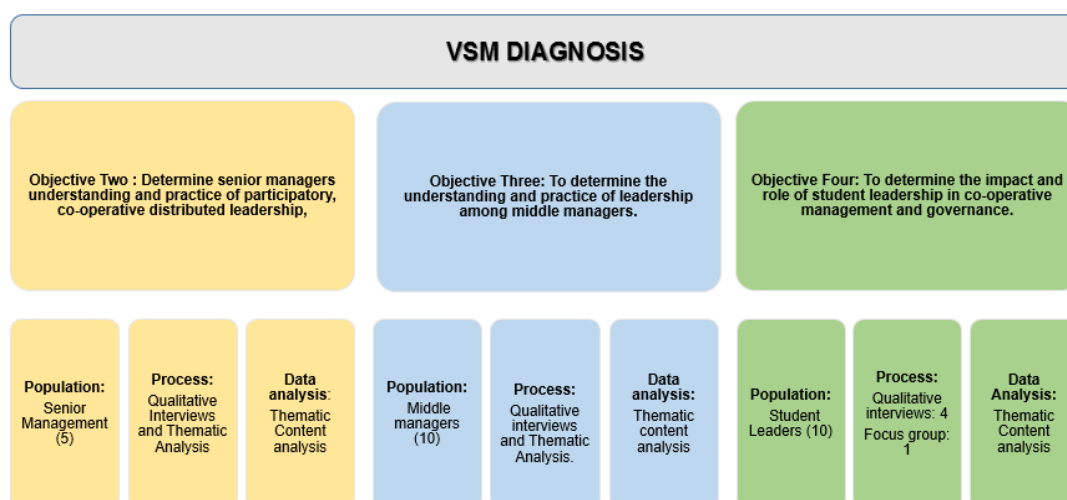 VSM DIAGNOSIS
Objective Two : Determine senior managers
understanding and practice of participatory,
co-operative distributed leadership,
Objective Three: To determine the
understanding and practice of leadership
among middle managers.
Objective Four: To determine the impact and
role of student leadership in co-operative
management and governance.
Population:
Senior
Management
(5)
Process:
Qualitative
Interviews
and Thematic
Analysis
Data
analysis:
Thematic
Content
analysis
Population:
Middle
managers
(10)
Process:
Qualitative
interviews
and Thematic
Analysis.
Data
analysis:
Thematic
content
analysis
Population:
Student
Leaders (10)
Process:
Qualitative
interviews: 4
Focus group:
1
Data
Analysis:
Thematic
Content
analysis